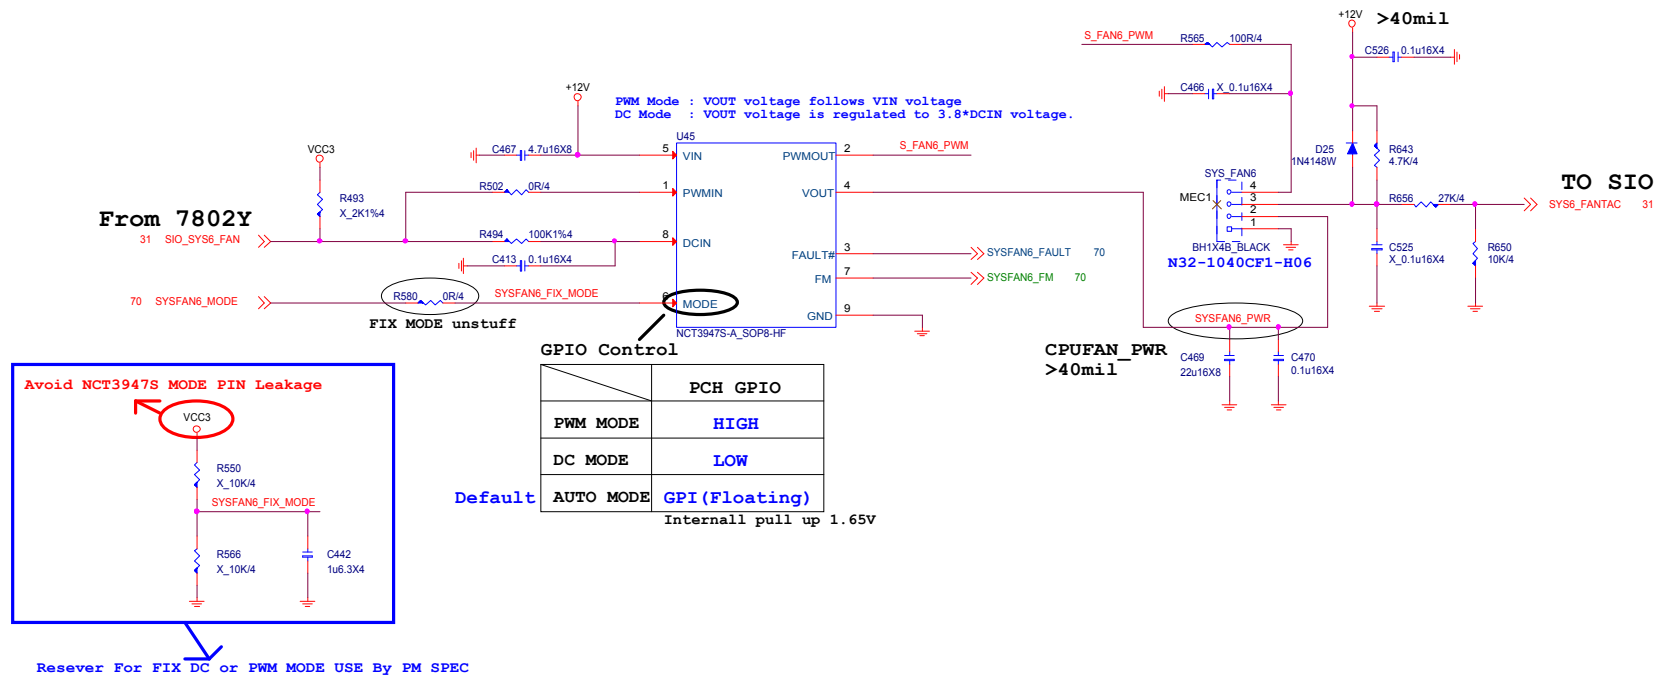 +12V
>40mil
S_FAN6_PWM
R565
100R/4
C526
0.1u16X4
+12V
C466
X_0.1u16X4
PWM Mode : VOUT voltage follows VIN voltage
DC Mode : VOUT voltage is regulated to 3.8*DCIN voltage.
U45
VCC3
C467
4.7u16X8
5
VIN
PWMOUT
2
S_FAN6_PWM
D25
1N4148W
R643
4.7K/4
R502
0R/4
1
PWMIN
VOUT
4
SYS_FAN6
4
MEC1
3
2
1
R656
27K/4
TO SIO
SYS6_FANTAC
31
R493
X_2K1%4
From 7802Y
31
SIO_SYS6_FAN
R494
100K1%4
8
DCIN
FAULT#
3
SYSFAN6_FAULT
70
BH1X4B_BLACK
N32-1040CF1-H06
C525
X_0.1u16X4
R650
10K/4
C413
0.1u16X4
FM
7
SYSFAN6_FM
70
70
SYSFAN6_MODE
R580
0R/4
SYSFAN6_FIX_MODE
6
MODE
GND
9
FIX MODE unstuff
NCT3947S-A_SOP8-HF
SYSFAN6_PWR
CPUFAN_PWR
>40mil
C469
22u16X8
C470
0.1u16X4
GPIO Control
PCH GPIO
PWM MODE
HIGH
DC MODE
LOW
Default
AUTO MODE
GPI(Floating)
Internall pull up 1.65V
Avoid NCT3947S MODE PIN Leakage
VCC3
R550
X_10K/4
SYSFAN6_FIX_MODE
R566
X_10K/4
C442
1u6.3X4
Resever For FIX DC or PWM MODE USE By PM SPEC